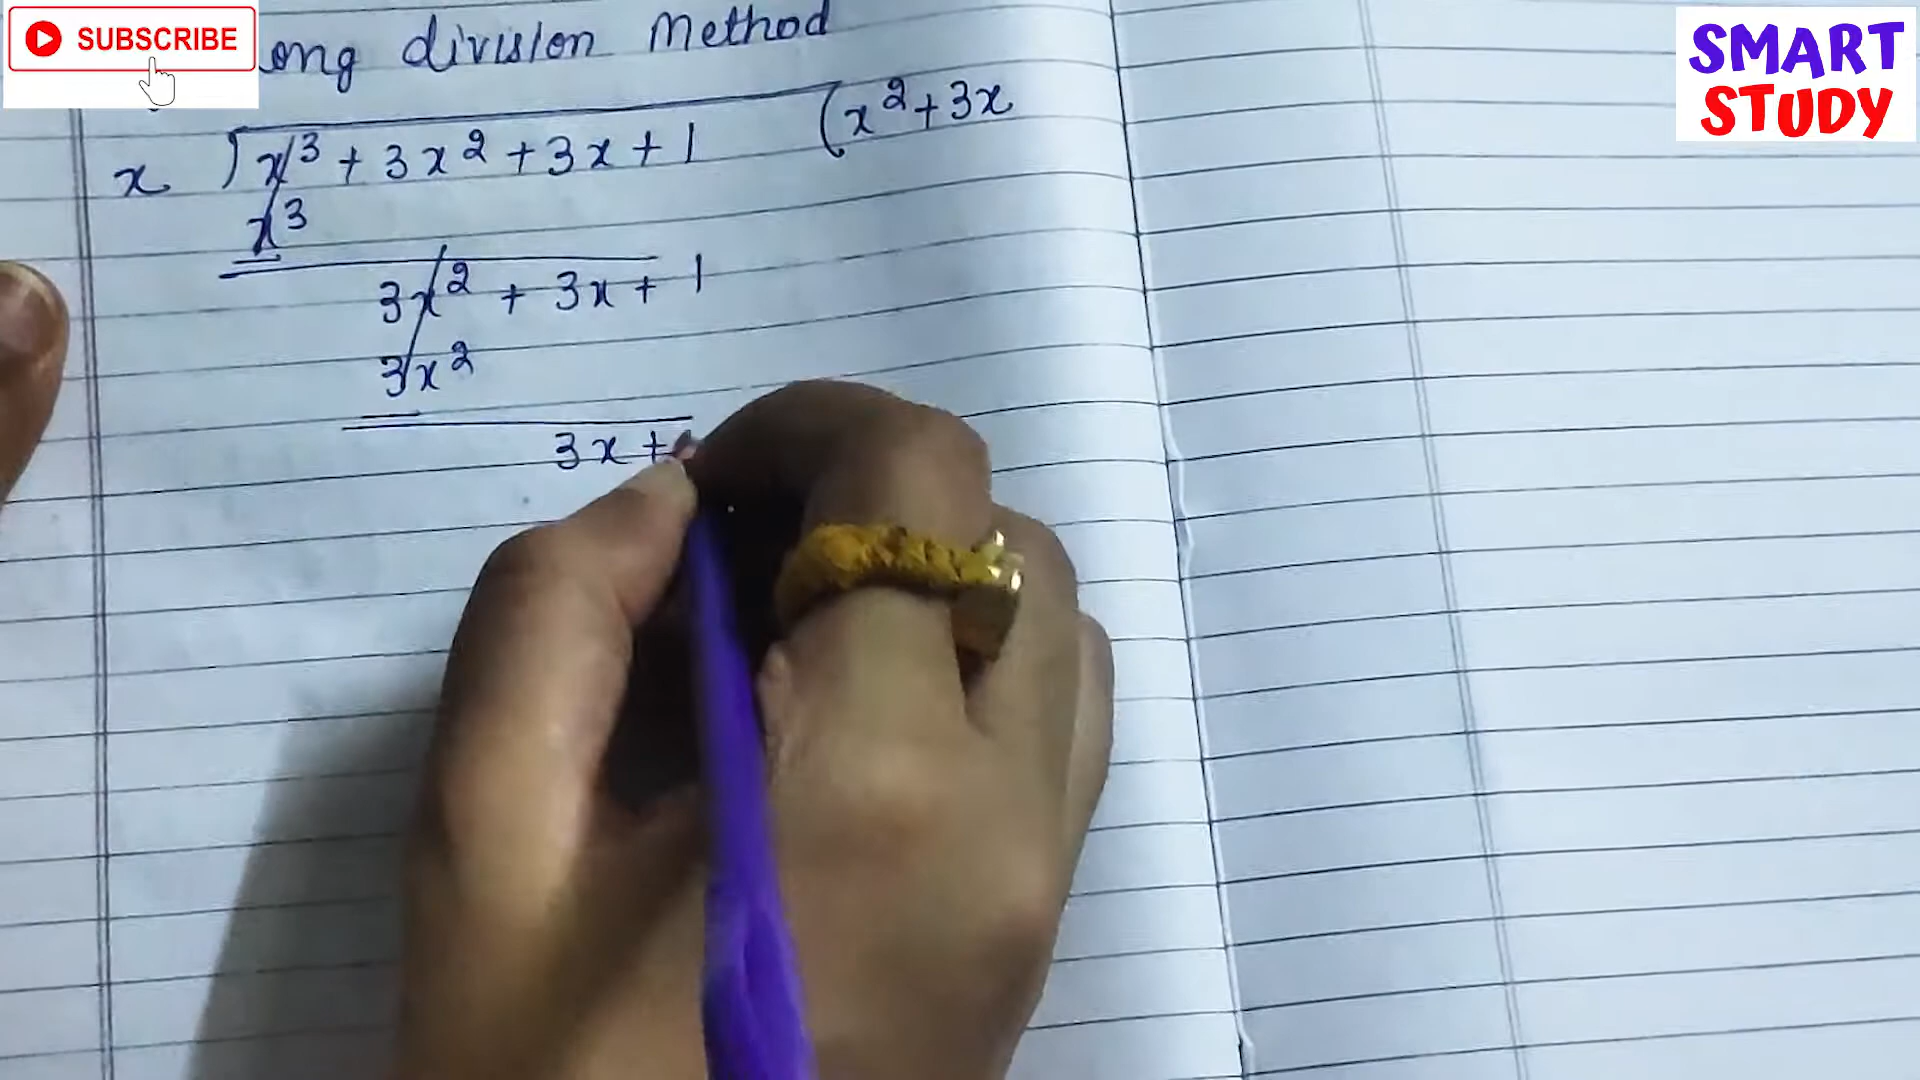 SUBSCRIBE
ong division Method
SMART
STUDY
x ) x³ + 3x² + 3x + 1 ( x² + 3x
x³
3x² + 3x + 1
3x²
3x +